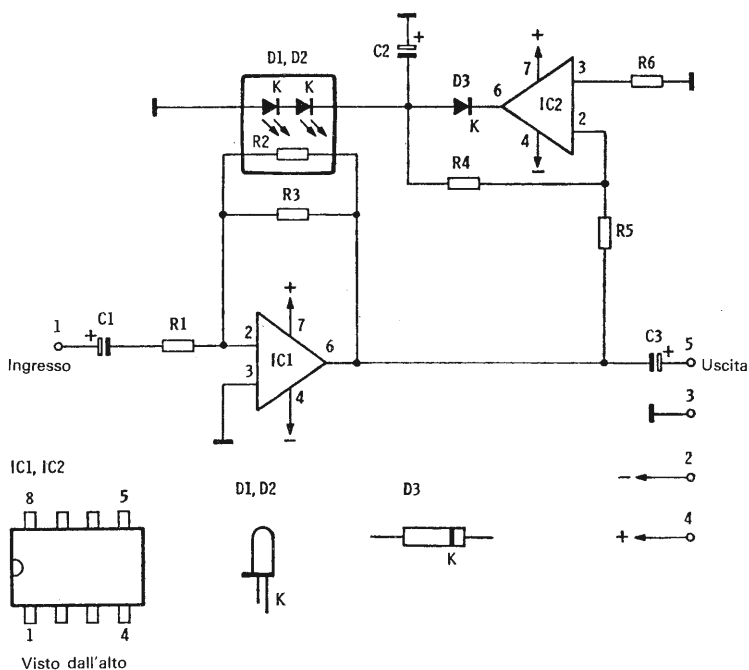 C2
+
D1, D2
K
K
R2
R3
D3
K
6
7
+
3
IC2
2
4
−
R6
R4
R5
1
Ingresso
+
C1
R1
2
3
IC1
+
7
6
4
−
C3
+
5
Uscita
3
− 2
+ 4
IC1, IC2
8 5
1 4
Visto dall'alto
D1, D2
K
D3
K